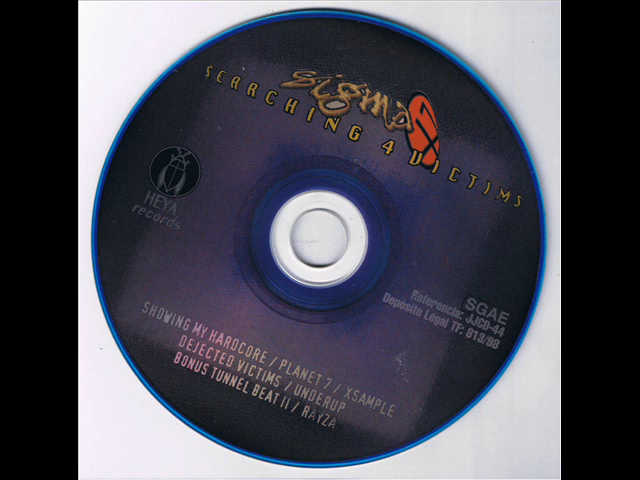 sigma
SEARCHING 4 VICTIMS
HEYA
records
SGAE
Referencia: JJCD-44
Depósito Legal TF: 813/98
SHOWING MY HARDCORE / PLANET 7 / XSAMPLE
DEJECTED VICTIMS / UNDERUP
BONUS TUNNEL BEAT II / RAYZA